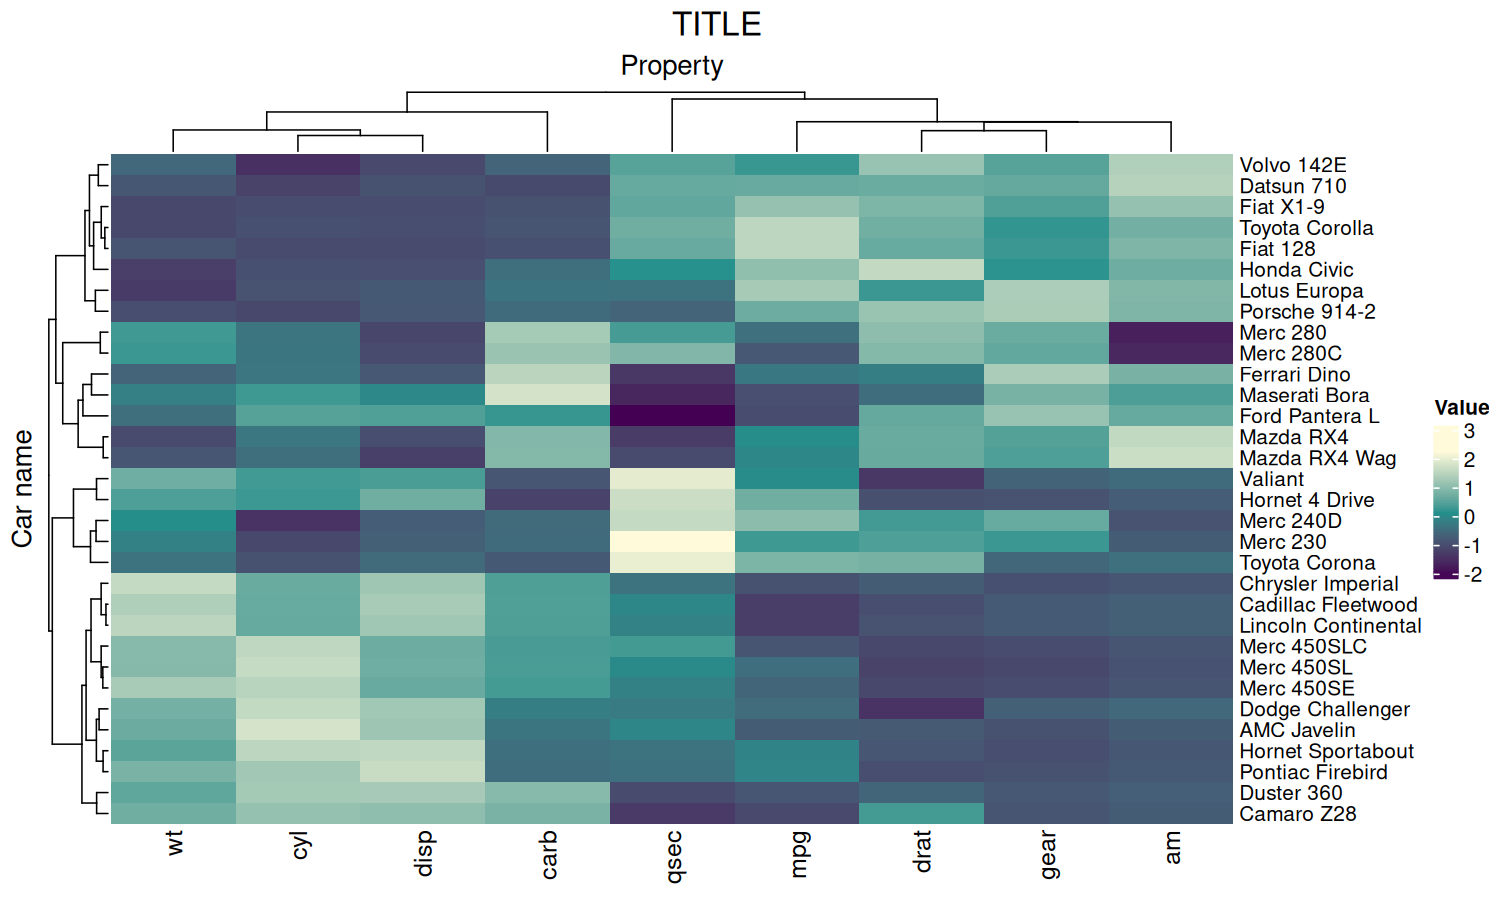 TITLE
Property
Car name
Volvo 142E
Datsun 710
Fiat X1-9
Toyota Corolla
Fiat 128
Honda Civic
Lotus Europa
Porsche 914-2
Merc 280
Merc 280C
Ferrari Dino
Maserati Bora
Ford Pantera L
Mazda RX4
Mazda RX4 Wag
Valiant
Hornet 4 Drive
Merc 240D
Merc 230
Toyota Corona
Chrysler Imperial
Cadillac Fleetwood
Lincoln Continental
Merc 450SLC
Merc 450SL
Merc 450SE
Dodge Challenger
AMC Javelin
Hornet Sportabout
Pontiac Firebird
Duster 360
Camaro Z28
wt
cyl
disp
carb
qsec
mpg
drat
gear
am
Value
3
2
1
0
-1
-2